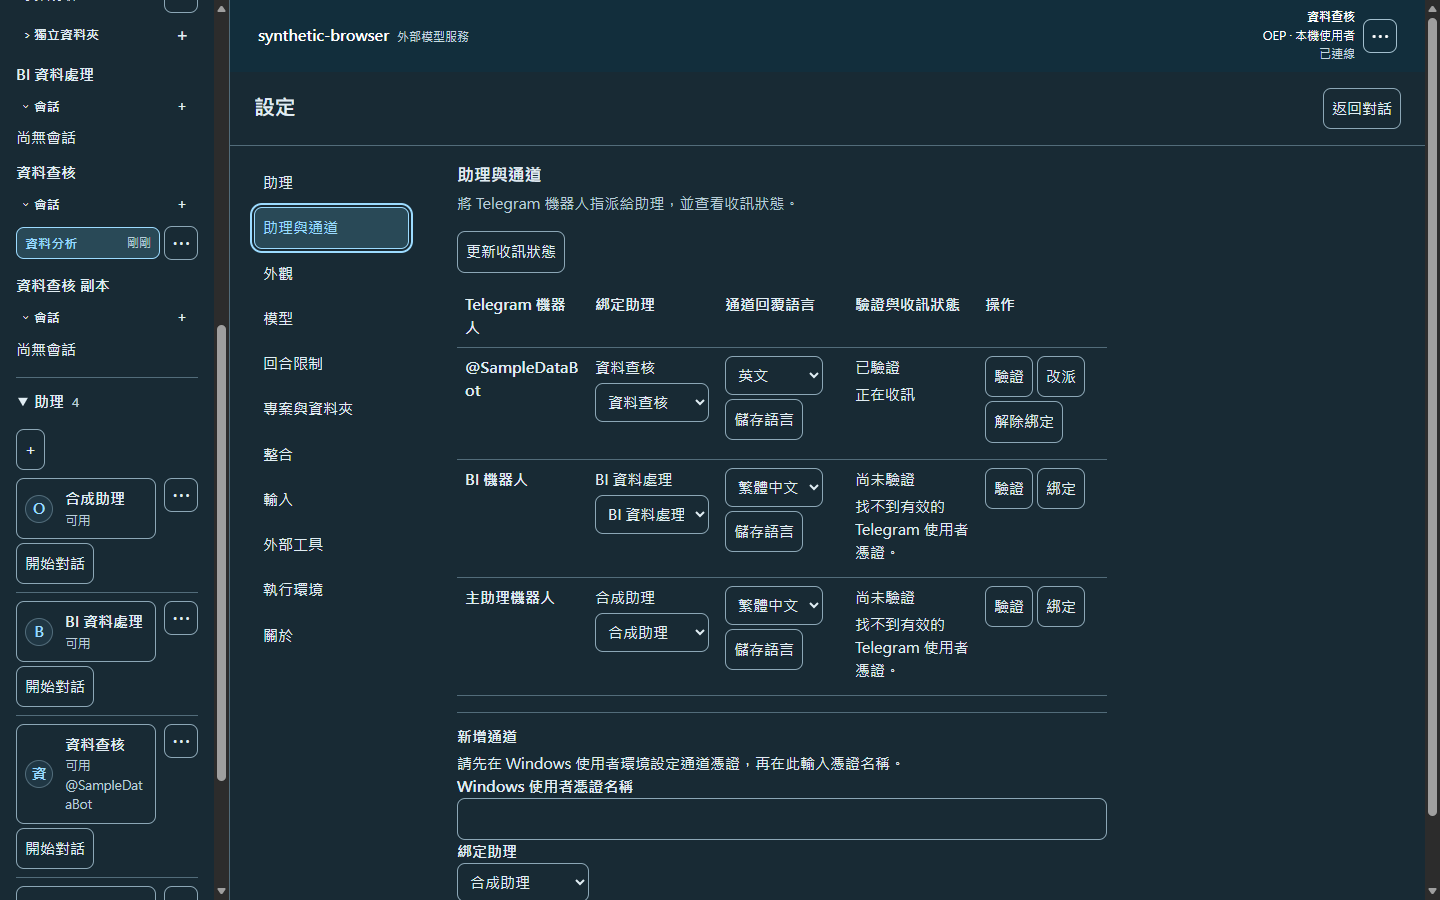 獨立資料夾 +
BI 資料處理
會話 +
尚無會話
資料查核
會話 +
資料分析 剛剛 ...
資料查核 副本
會話 +
尚無會話
助理 4
+
O 合成助理 ...
可用
開始對話
B BI 資料處理 ...
可用
開始對話
資 資料查核 ...
可用
@SampleDat
aBot
開始對話
synthetic-browser 外部模型服務
資料查核
OEP · 本機使用者
已連線
...
設定
返回對話
助理
助理與通道
外觀
模型
回合限制
專案與資料夾
整合
輸入
外部工具
執行環境
關於
助理與通道
將 Telegram 機器人指派給助理，並查看收訊狀態。
更新收訊狀態
Telegram 機器
人
綁定助理
通道回覆語言
驗證與收訊狀態
操作
@SampleDataB
ot
資料查核
資料查核
英文
儲存語言
已驗證
正在收訊
驗證 改派
解除綁定
BI 機器人
BI 資料處理
BI 資料處理
繁體中文
儲存語言
尚未驗證
找不到有效的
Telegram 使用者
憑證。
驗證 綁定
主助理機器人
合成助理
合成助理
繁體中文
儲存語言
尚未驗證
找不到有效的
Telegram 使用者
憑證。
驗證 綁定
新增通道
請先在 Windows 使用者環境設定通道憑證，再在此輸入憑證名稱。
Windows 使用者憑證名稱
綁定助理
合成助理